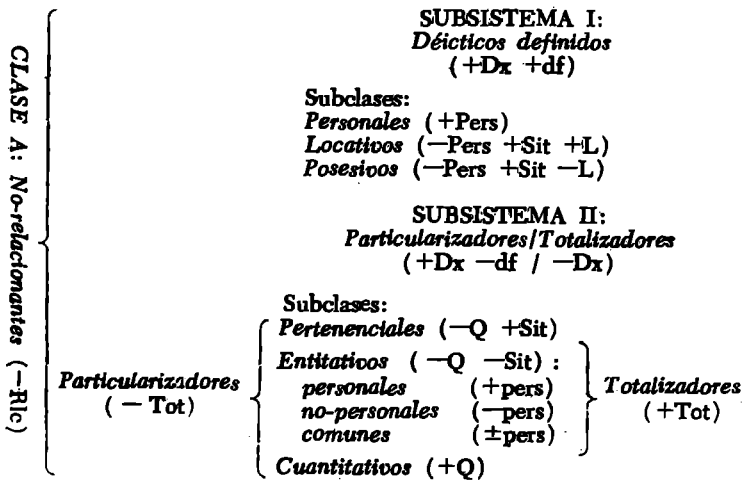 CLASE A: No-relacionantes (—Rlc)
SUBSISTEMA I:
Déicticos definidos
(+Dx +df)
Subclases:
Personales (+Pers)
Locativos (—Pers +Sit +L)
Posesivos (—Pers +Sit —L)
SUBSISTEMA II:
Particularizadores/Totalizadores
(+Dx —df / —Dx)
Subclases:
Particularizadores
(— Tot)
Pertenenciales (—Q +Sit)
Entitativos ( —Q —Sit) :
personales (+pers)
no-personales (—pers)
comunes (±pers)
Cuantitativos (+Q)
Totalizadores
(+Tot)